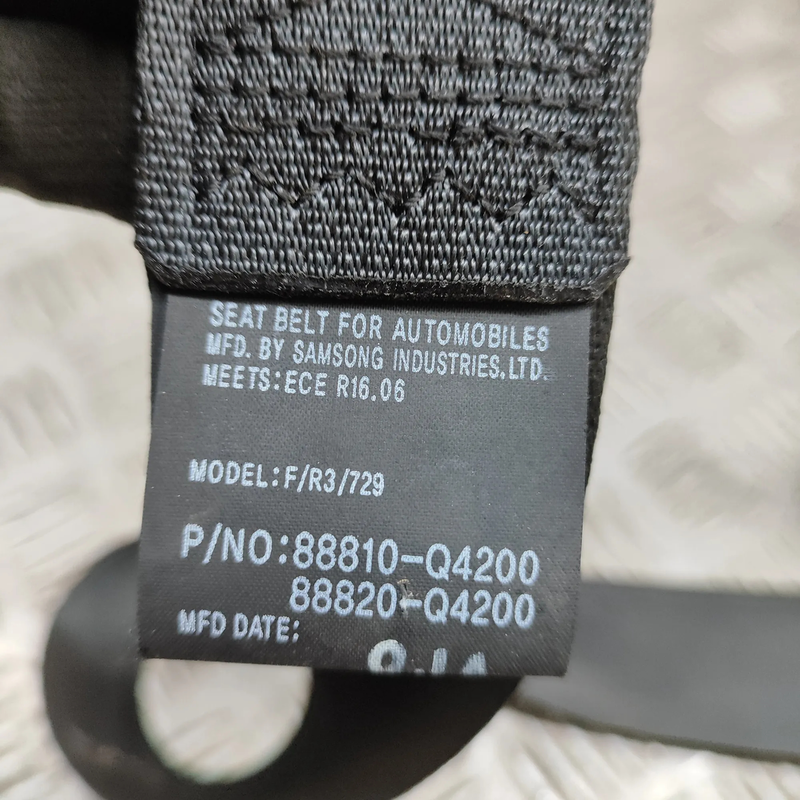 SEAT BELT FOR AUTOMOBILES
MFD. BY SAMSONG INDUSTRIES,LTD.
MEETS:ECE R16.06
MODEL:F/R3/729
P/NO:88810-Q4200
88820-Q4200
MFD DATE: